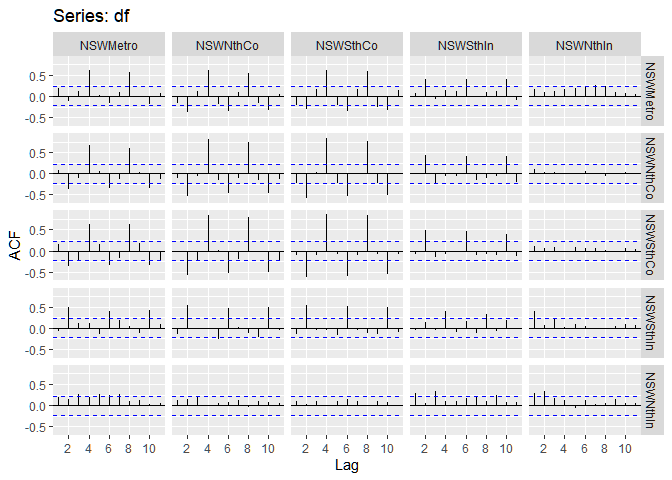 Series: df
NSWMetro NSWNthCo NSWSthCo NSWSthIn NSWNthIn
0.5
0.0
-0.5
NSWMetro
0.5
0.0
-0.5
NSWNthCo
ACF
0.5
0.0
-0.5
NSWSthCo
0.5
0.0
-0.5
NSWSthIn
0.5
0.0
-0.5
NSWNthIn
2 4 6 8 10 2 4 6 8 10 2 4 6 8 10 2 4 6 8 10 2 4 6 8 10
Lag